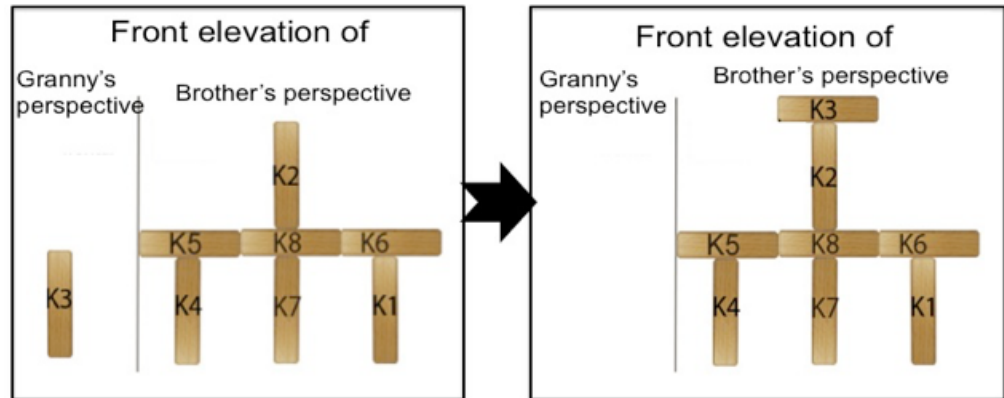 Front elevation of
Granny's
perspective
Brother's perspective
K2
K5 K8 K6
K3
K4 K7 K1
Front elevation of
Granny's
perspective
Brother's perspective
K3
K2
K5 K8 K6
K4 K7 K1